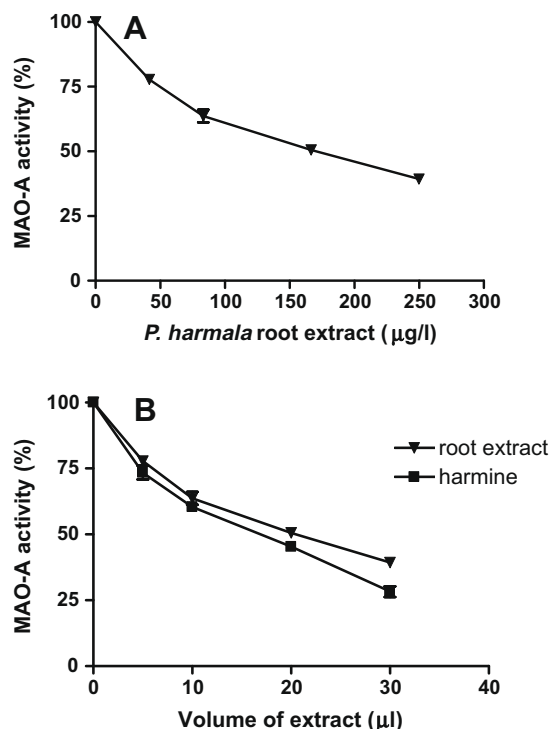 A
100
75
50
25
0
MAO-A activity (%)
0 50 100 150 200 250 300
P. harmala root extract (μg/l)
B
100
75
50
25
0
MAO-A activity (%)
root extract
harmine
0 10 20 30 40
Volume of extract (μl)